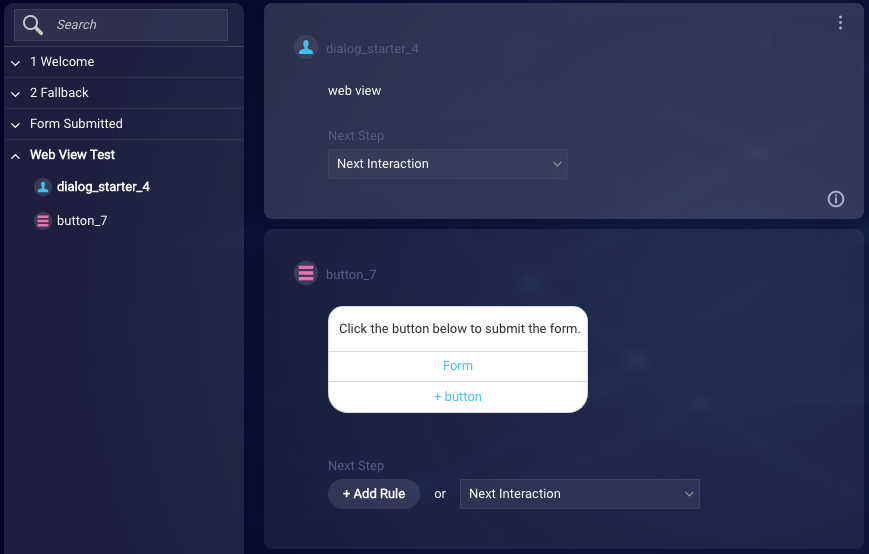 Search
1 Welcome
2 Fallback
Form Submitted
Web View Test
dialog_starter_4
button_7
dialog_starter_4
web view
Next Step
Next Interaction
button_7
Click the button below to submit the form.
Form
+ button
Next Step
+ Add Rule or Next Interaction